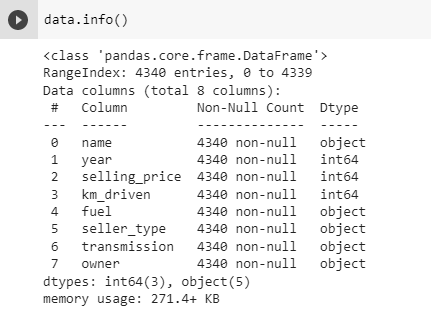 data.info()
<class 'pandas.core.frame.DataFrame'>
RangeIndex: 4340 entries, 0 to 4339
Data columns (total 8 columns):
 #   Column         Non-Null Count  Dtype
---  ------         --------------  -----
 0   name           4340 non-null   object
 1   year           4340 non-null   int64
 2   selling_price  4340 non-null   int64
 3   km_driven      4340 non-null   int64
 4   fuel           4340 non-null   object
 5   seller_type    4340 non-null   object
 6   transmission   4340 non-null   object
 7   owner          4340 non-null   object
dtypes: int64(3), object(5)
memory usage: 271.4+ KB